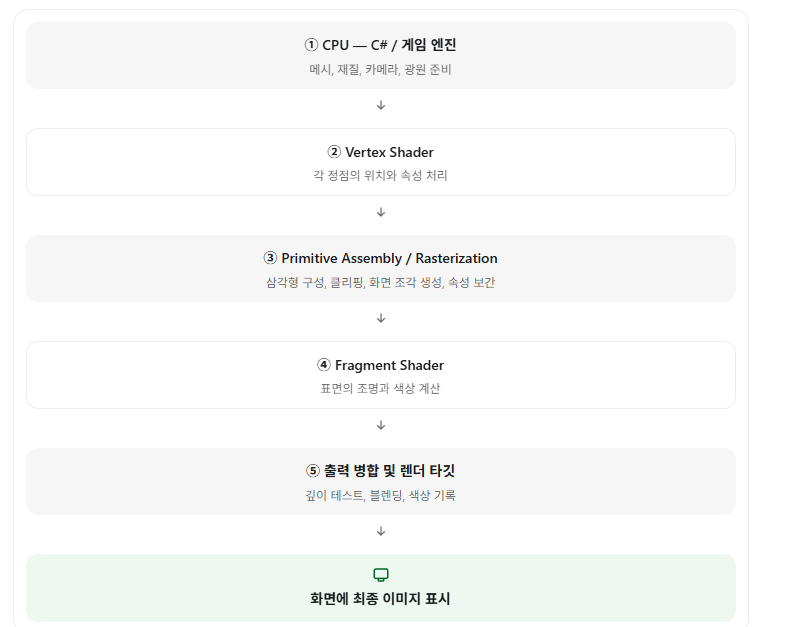 ① CPU — C# / 게임 엔진
메시, 재질, 카메라, 광원 준비
↓
② Vertex Shader
각 정점의 위치와 속성 처리
↓
③ Primitive Assembly / Rasterization
삼각형 구성, 클리핑, 화면 조각 생성, 속성 보간
↓
④ Fragment Shader
표면의 조명과 색상 계산
↓
⑤ 출력 병합 및 렌더 타깃
깊이 테스트, 블렌딩, 색상 기록
↓
화면에 최종 이미지 표시